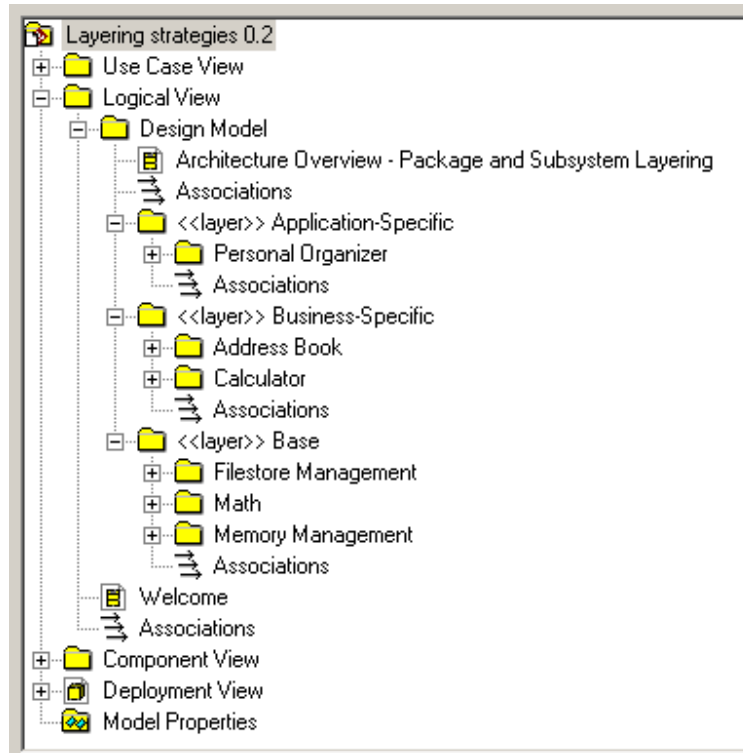 Layering strategies 0.2
Use Case View
Logical View
Design Model
Architecture Overview - Package and Subsystem Layering
Associations
<<layer>> Application-Specific
Personal Organizer
Associations
<<layer>> Business-Specific
Address Book
Calculator
Associations
<<layer>> Base
Filestore Management
Math
Memory Management
Associations
Welcome
Associations
Component View
Deployment View
Model Properties